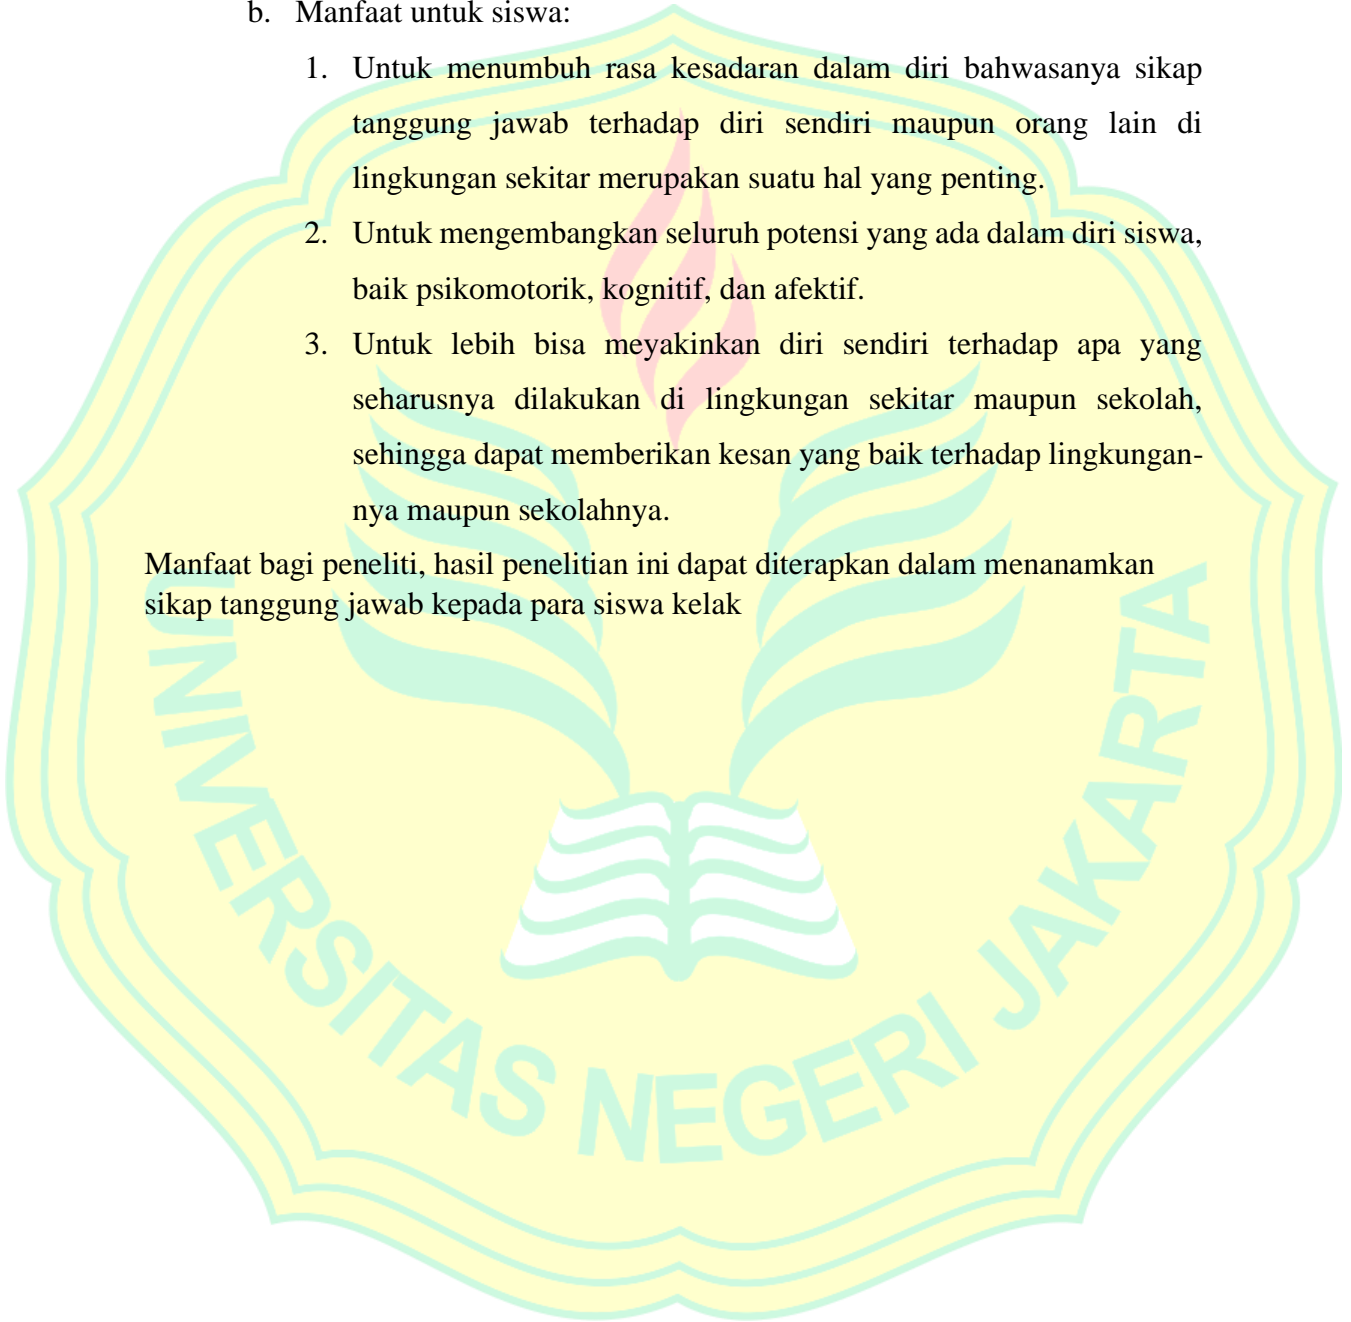 b. Manfaat untuk siswa:
1. Untuk menumbuh rasa kesadaran dalam diri bahwasanya sikap
tanggung jawab terhadap diri sendiri maupun orang lain di
lingkungan sekitar merupakan suatu hal yang penting.
2. Untuk mengembangkan seluruh potensi yang ada dalam diri siswa,
baik psikomotorik, kognitif, dan afektif.
3. Untuk lebih bisa meyakinkan diri sendiri terhadap apa yang
seharusnya dilakukan di lingkungan sekitar maupun sekolah,
sehingga dapat memberikan kesan yang baik terhadap lingkungan-
nya maupun sekolahnya.
Manfaat bagi peneliti, hasil penelitian ini dapat diterapkan dalam menanamkan
sikap tanggung jawab kepada para siswa kelak
UNIVERSITAS NEGERI JAKARTA